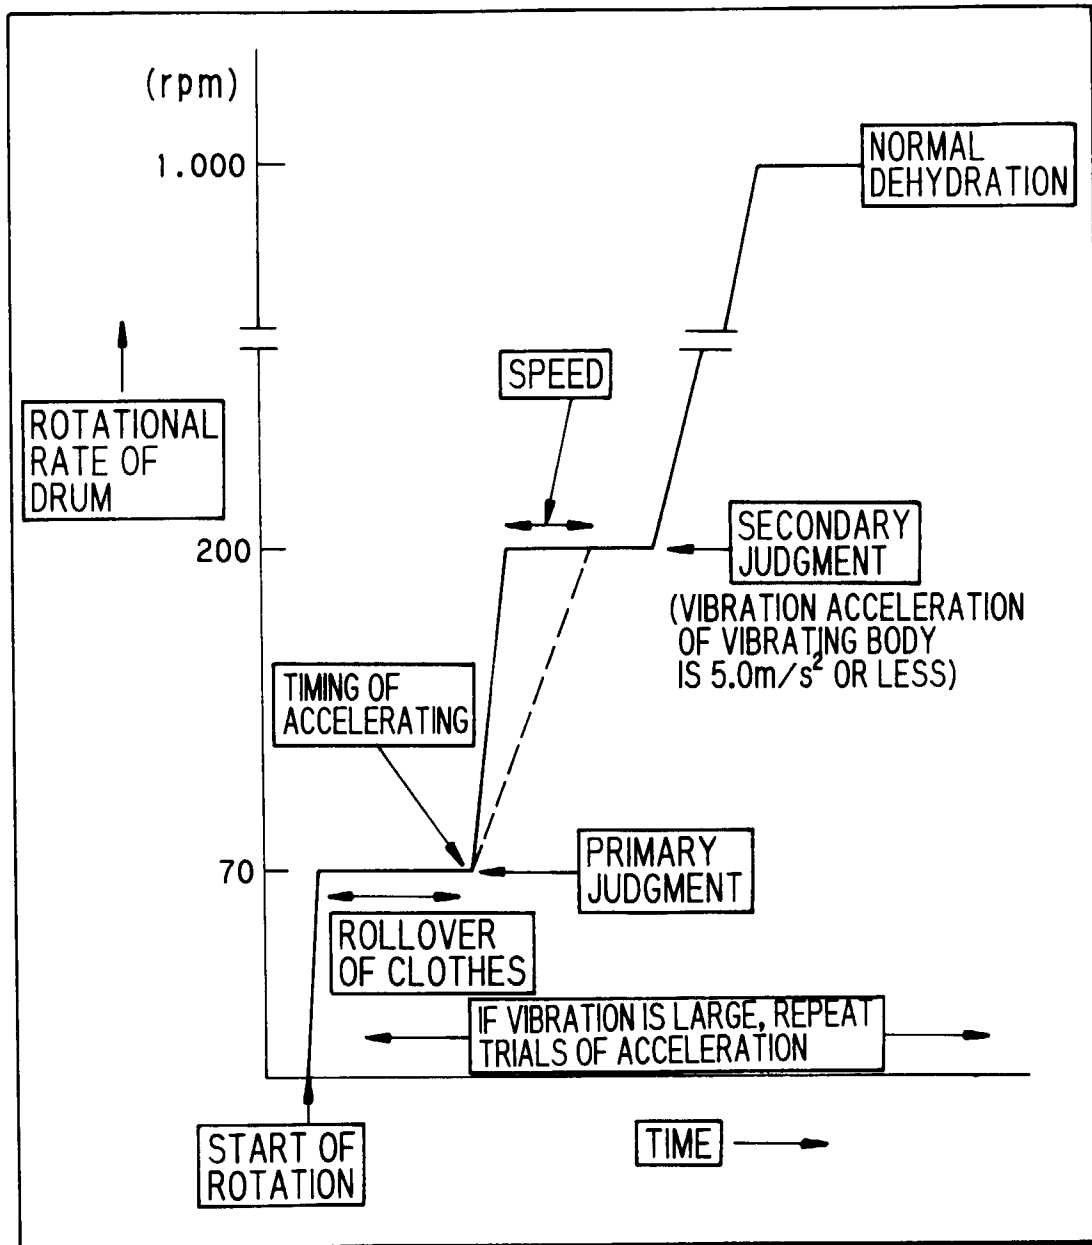 (rpm)
1.000
NORMAL
DEHYDRATION
SPEED
ROTATIONAL
RATE OF
DRUM
200
SECONDARY
JUDGMENT
(VIBRATION ACCELERATION
OF VIBRATING BODY
IS 5.0m/s² OR LESS)
TIMING OF
ACCELERATING
70
PRIMARY
JUDGMENT
ROLLOVER
OF CLOTHES
IF VIBRATION IS LARGE, REPEAT
TRIALS OF ACCELERATION
START OF
ROTATION
TIME